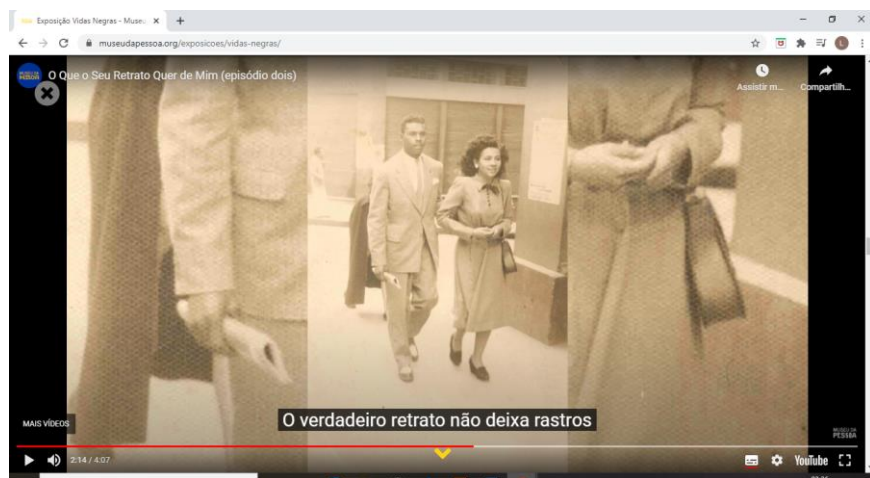 Exposição Vidas Negras - Museu
museudapessoa.org/exposicoes/vidas-negras/
O Que o Seu Retrato Quer de Mim (episódio dois)
Assistir m...
Compartilh...
O verdadeiro retrato não deixa rastros
MAIS VÍDEOS
MUSEU DA
PESSOA
2:14 / 4:07
YouTube